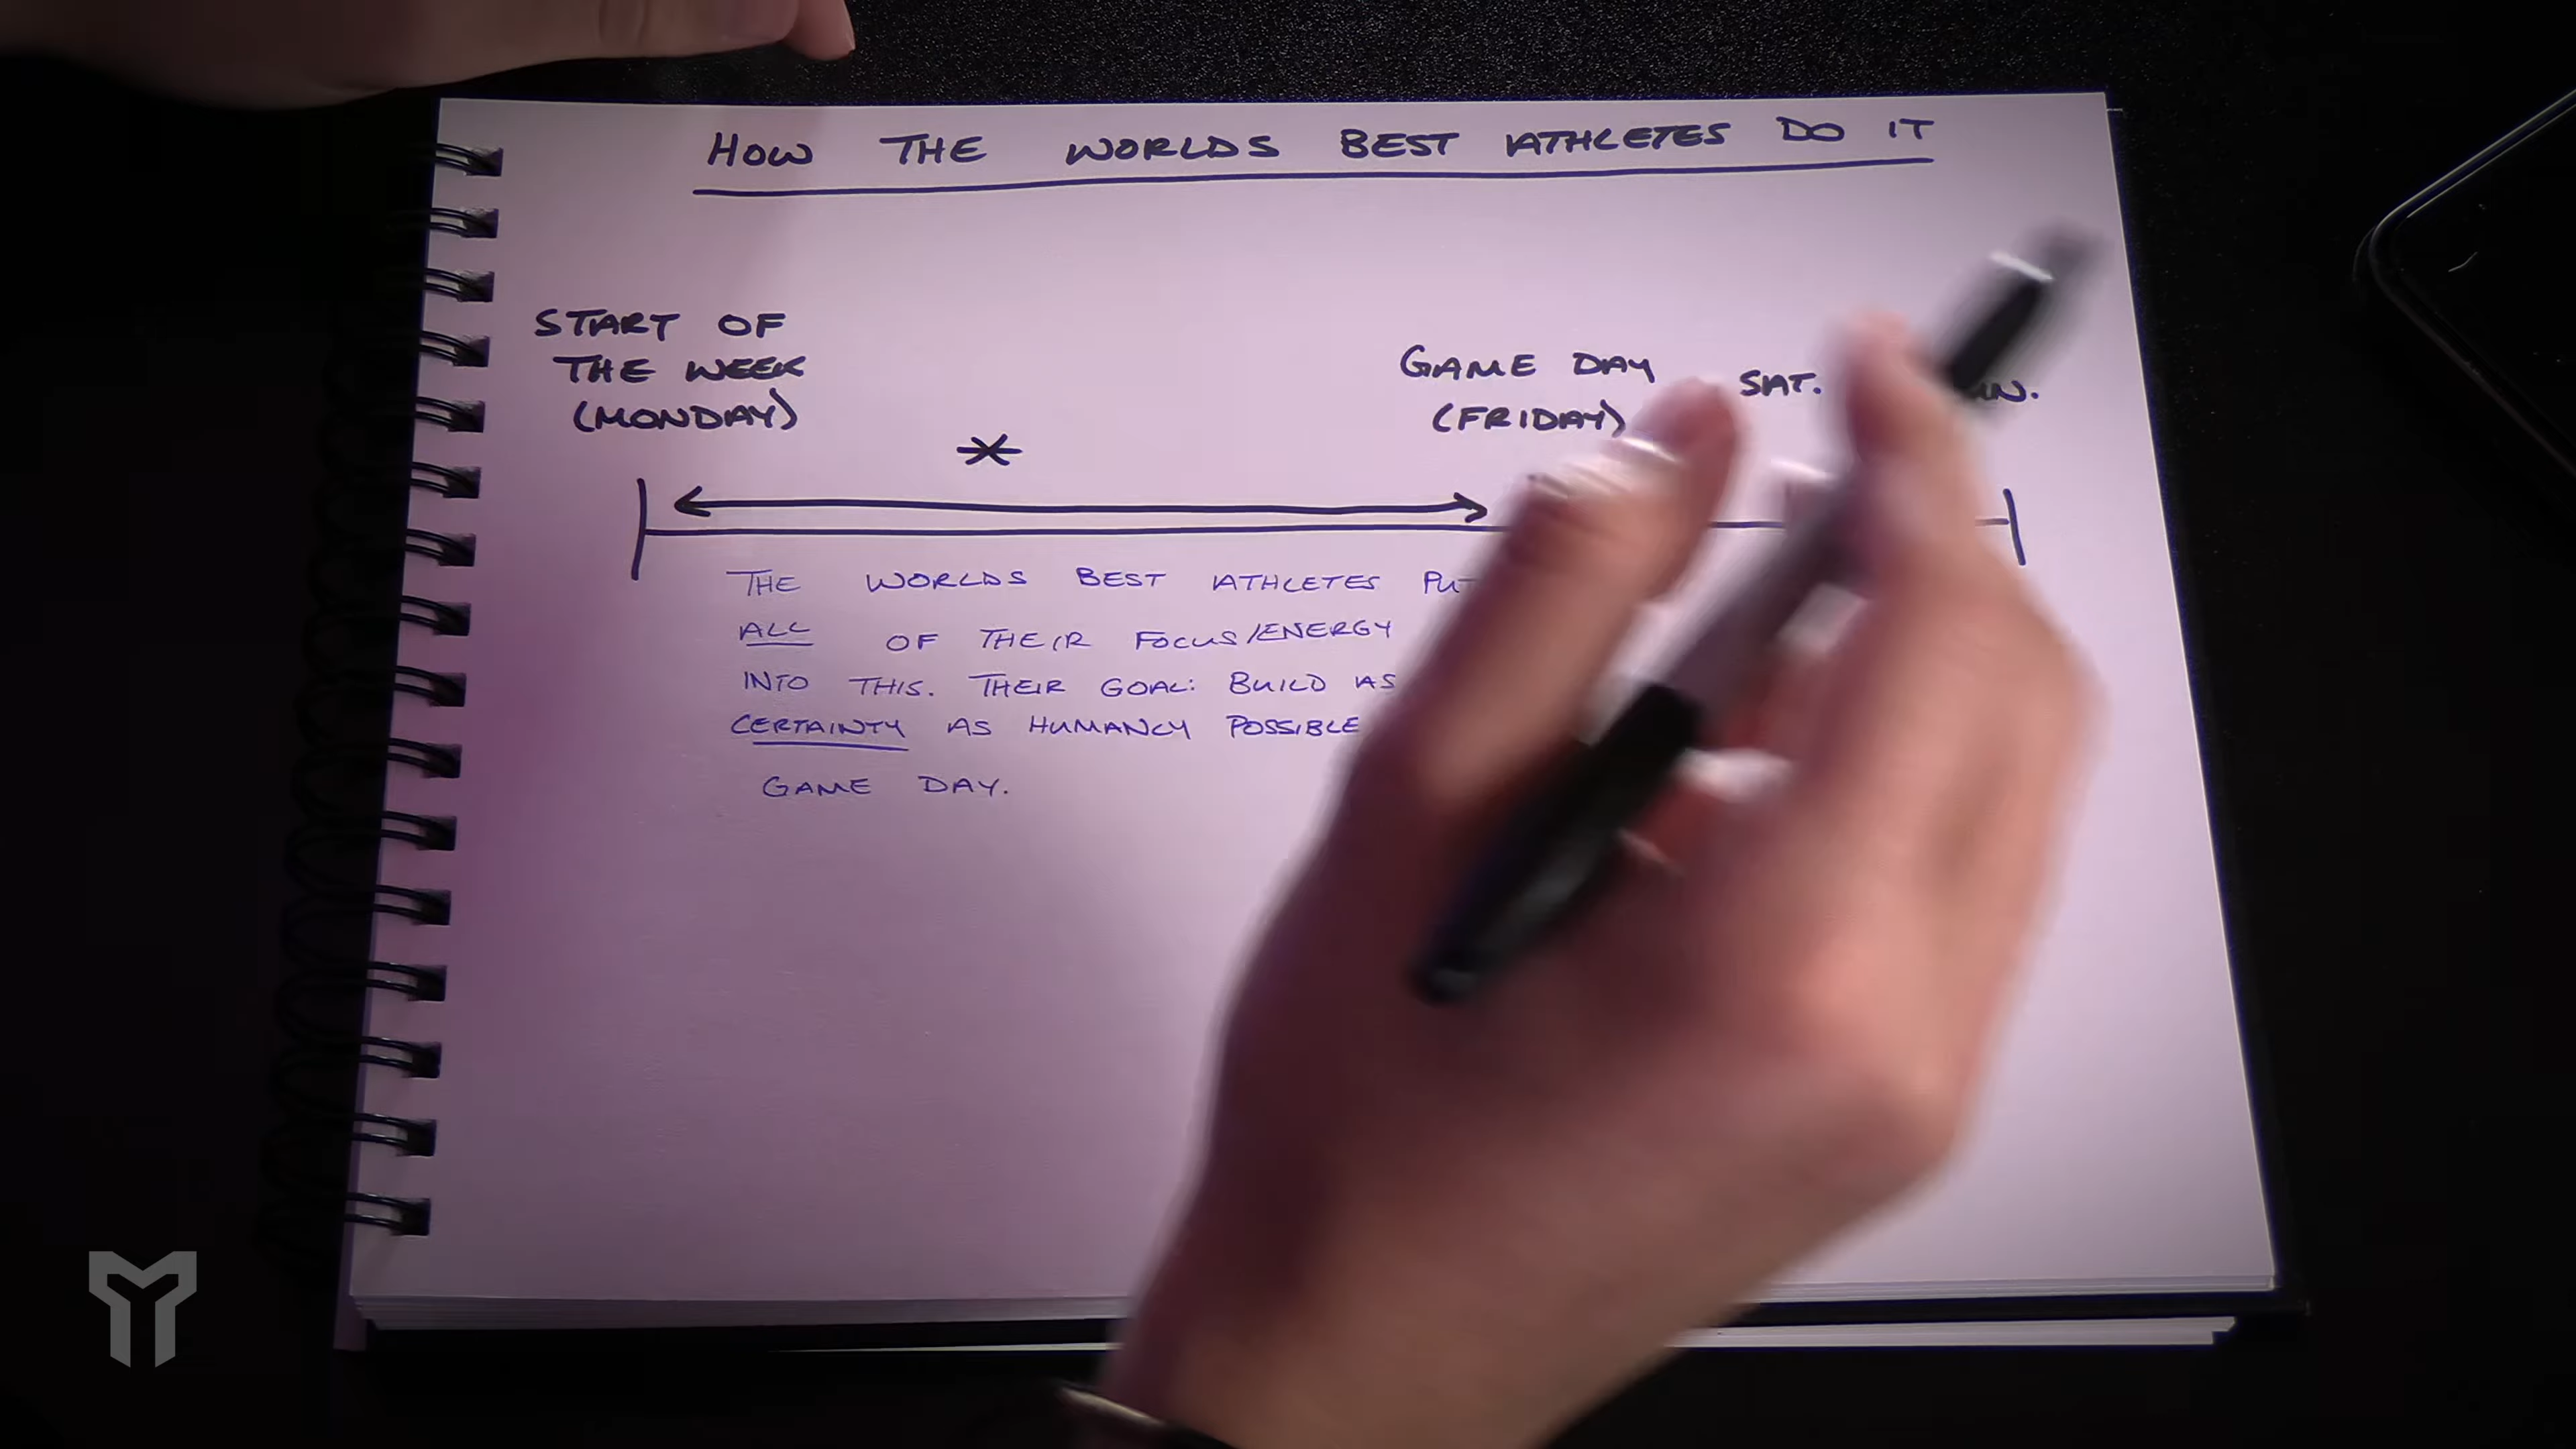 HOW THE WORLDS BEST ATHLETES DO IT
START OF
THE WEEK
(MONDAY)
GAME DAY
(FRIDAY)
SAT.
*
THE WORLDS BEST ATHLETES
ALL OF THEIR FOCUS/ENERGY
INTO THIS. THEIR GOAL: BUILD AS
CERTAINTY AS HUMANLY POSSIBLE
GAME DAY.